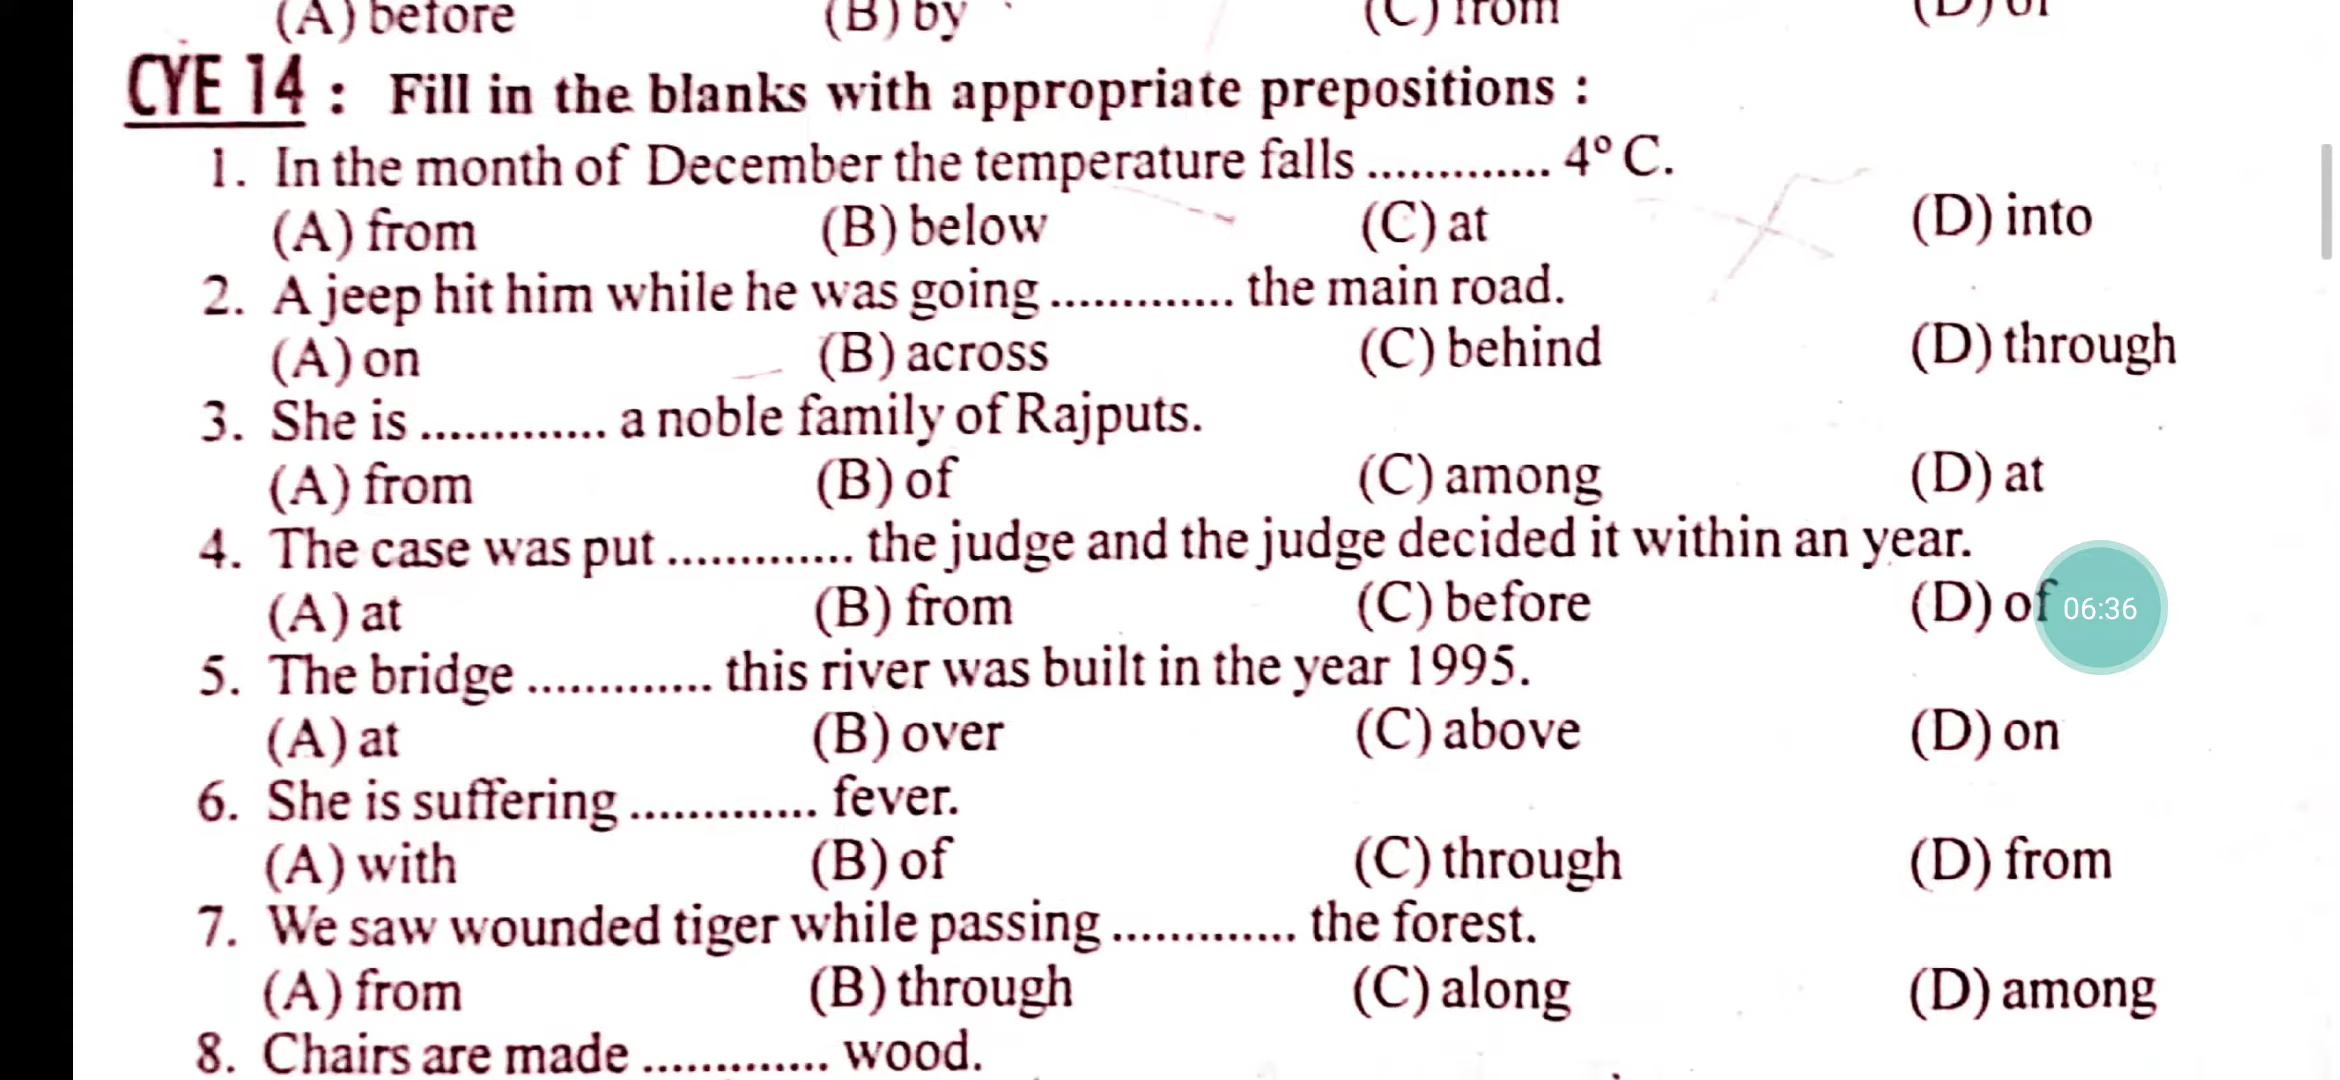 (A) before (B) by (C) from (D) of
CYE 14 : Fill in the blanks with appropriate prepositions :
1. In the month of December the temperature falls ............. 4° C.
(A) from (B) below (C) at (D) into
2. A jeep hit him while he was going ............. the main road.
(A) on (B) across (C) behind (D) through
3. She is ............. a noble family of Rajputs.
(A) from (B) of (C) among (D) at
4. The case was put ............. the judge and the judge decided it within an year.
(A) at (B) from (C) before (D) of 06:36
5. The bridge ............. this river was built in the year 1995.
(A) at (B) over (C) above (D) on
6. She is suffering ............. fever.
(A) with (B) of (C) through (D) from
7. We saw wounded tiger while passing ............. the forest.
(A) from (B) through (C) along (D) among
8. Chairs are made ............. wood.